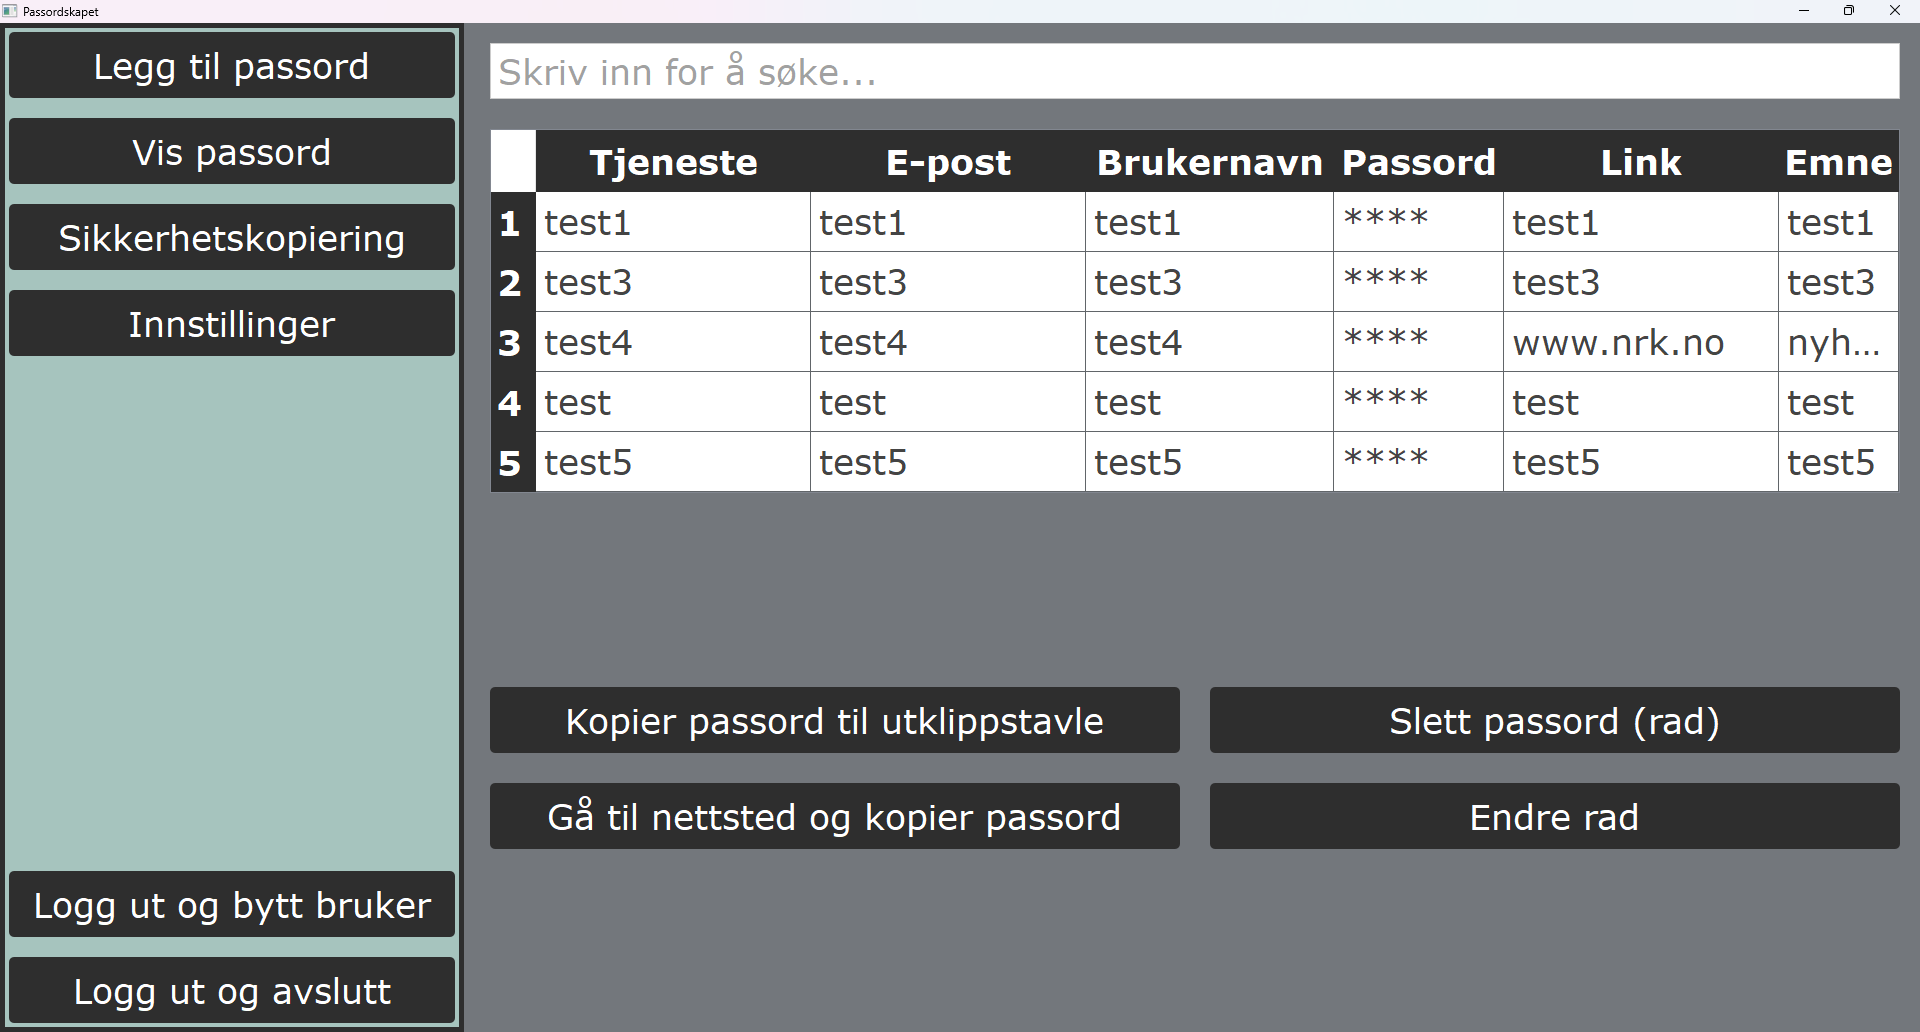 Passordskapet
Legg til passord
Vis passord
Sikkerhetskopiering
Innstillinger
Logg ut og bytt bruker
Logg ut og avslutt
Skriv inn for å søke...
Tjeneste E-post Brukernavn Passord Link Emne
1 test1 test1 test1 **** test1 test1
2 test3 test3 test3 **** test3 test3
3 test4 test4 test4 **** www.nrk.no nyh...
4 test test test **** test test
5 test5 test5 test5 **** test5 test5
Kopier passord til utklippstavle
Slett passord (rad)
Gå til nettsted og kopier passord
Endre rad